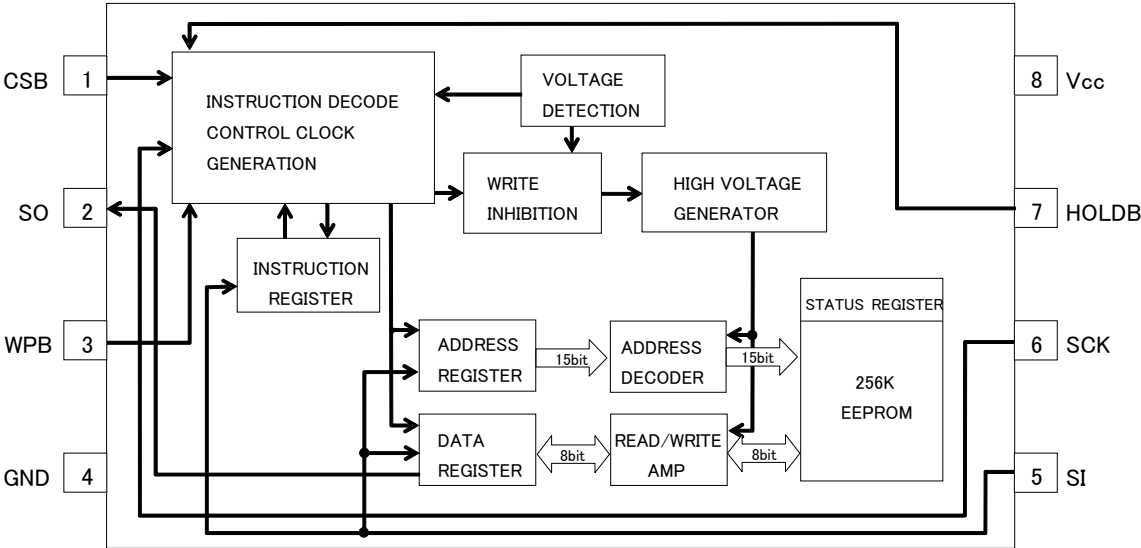 CSB 1
INSTRUCTION DECODE
CONTROL CLOCK
GENERATION
VOLTAGE
DETECTION
8 Vcc
WRITE
INHIBITION
HIGH VOLTAGE
GENERATOR
SO 2
7 HOLDB
INSTRUCTION
REGISTER
STATUS REGISTER
WPB 3
ADDRESS
REGISTER
15bit
ADDRESS
DECODER
15bit
6 SCK
256K
EEPROM
GND 4
DATA
REGISTER
8bit
READ/WRITE
AMP
8bit
5 SI